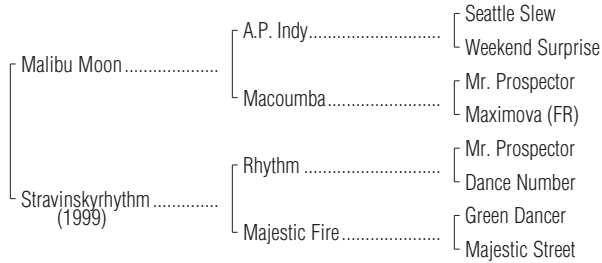 Seattle Slew
A.P. Indy
Weekend Surprise
Malibu Moon
Mr. Prospector
Macoumba
Maximova (FR)
Mr. Prospector
Rhythm
Dance Number
Stravinskyrhythm
(1999)
Green Dancer
Majestic Fire
Majestic Street